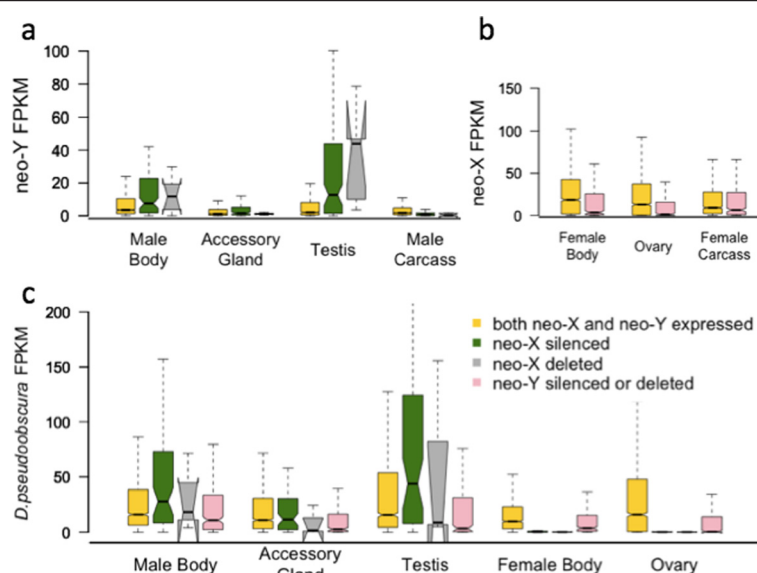 a
100
80
60
40
20
0
neo-Y FPKM
Male
Body
Accessory
Gland
Testis
Male
Carcass
b
150
100
50
0
neo-X FPKM
Female
Body
Ovary
Female
Carcass
c
200
150
100
50
0
D.pseudoobscura FPKM
both neo-X and neo-Y expressed
neo-X silenced
neo-X deleted
neo-Y silenced or deleted
Male Body
Accessory
Gland
Testis
Female Body
Ovary